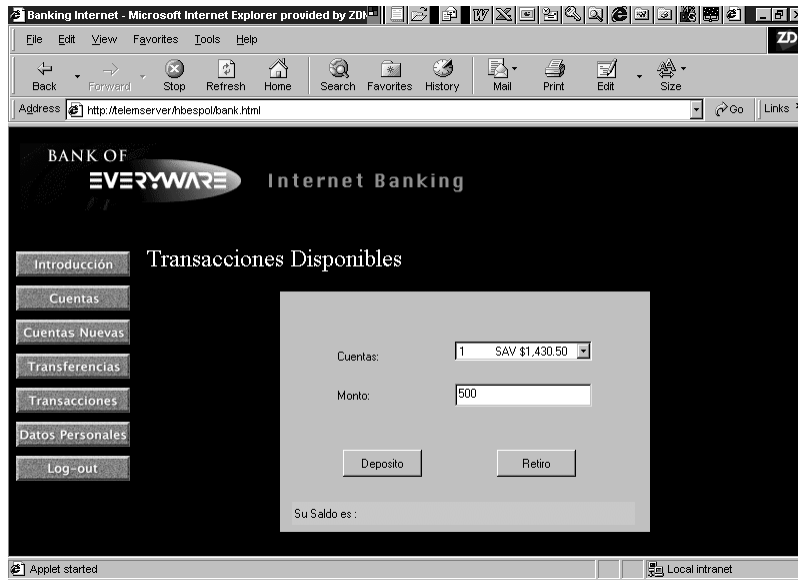 Banking Internet - Microsoft Internet Explorer provided by ZD
File Edit View Favorites Tools Help
Back Forward Stop Refresh Home Search Favorites History Mail Print Edit Size
Address http://telemserver/hbespol/bank.html Go Links
BANK OF
EVERYWARE Internet Banking
Transacciones Disponibles
Introducción
Cuentas
Cuentas Nuevas
Transferencias
Transacciones
Datos Personales
Log-out
Cuentas: 1 SAV $1,430.50
Monto: 500
Deposito Retiro
Su Saldo es :
Applet started Local intranet